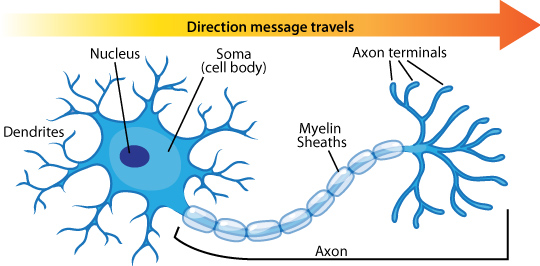 Direction message travels
Nucleus
Soma
(cell body)
Axon terminals
Dendrites
Myelin
Sheaths
Axon